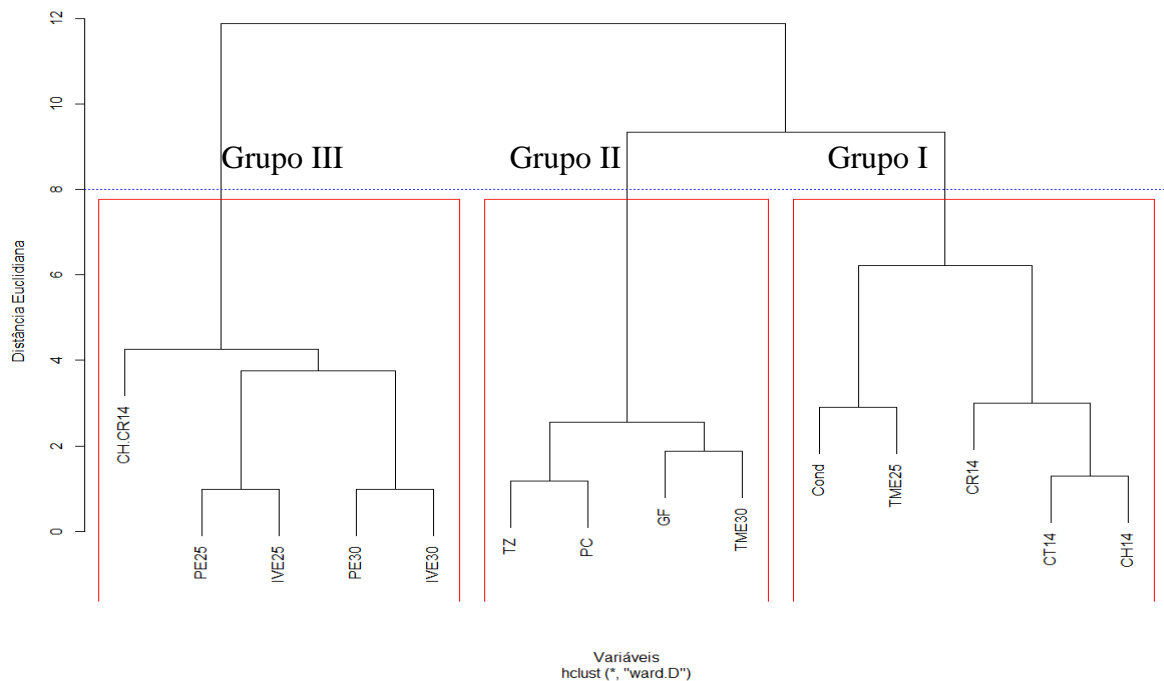 12
10
8
6
4
2
0
Distância Euclidiana
Grupo III
Grupo II
Grupo I
CH.CR14
PE25
IVE25
PE30
IVE30
TZ
PC
GF
TME30
Cond
TME25
CR14
CT14
CH14
Variáveis
hclust (*, "ward.D")